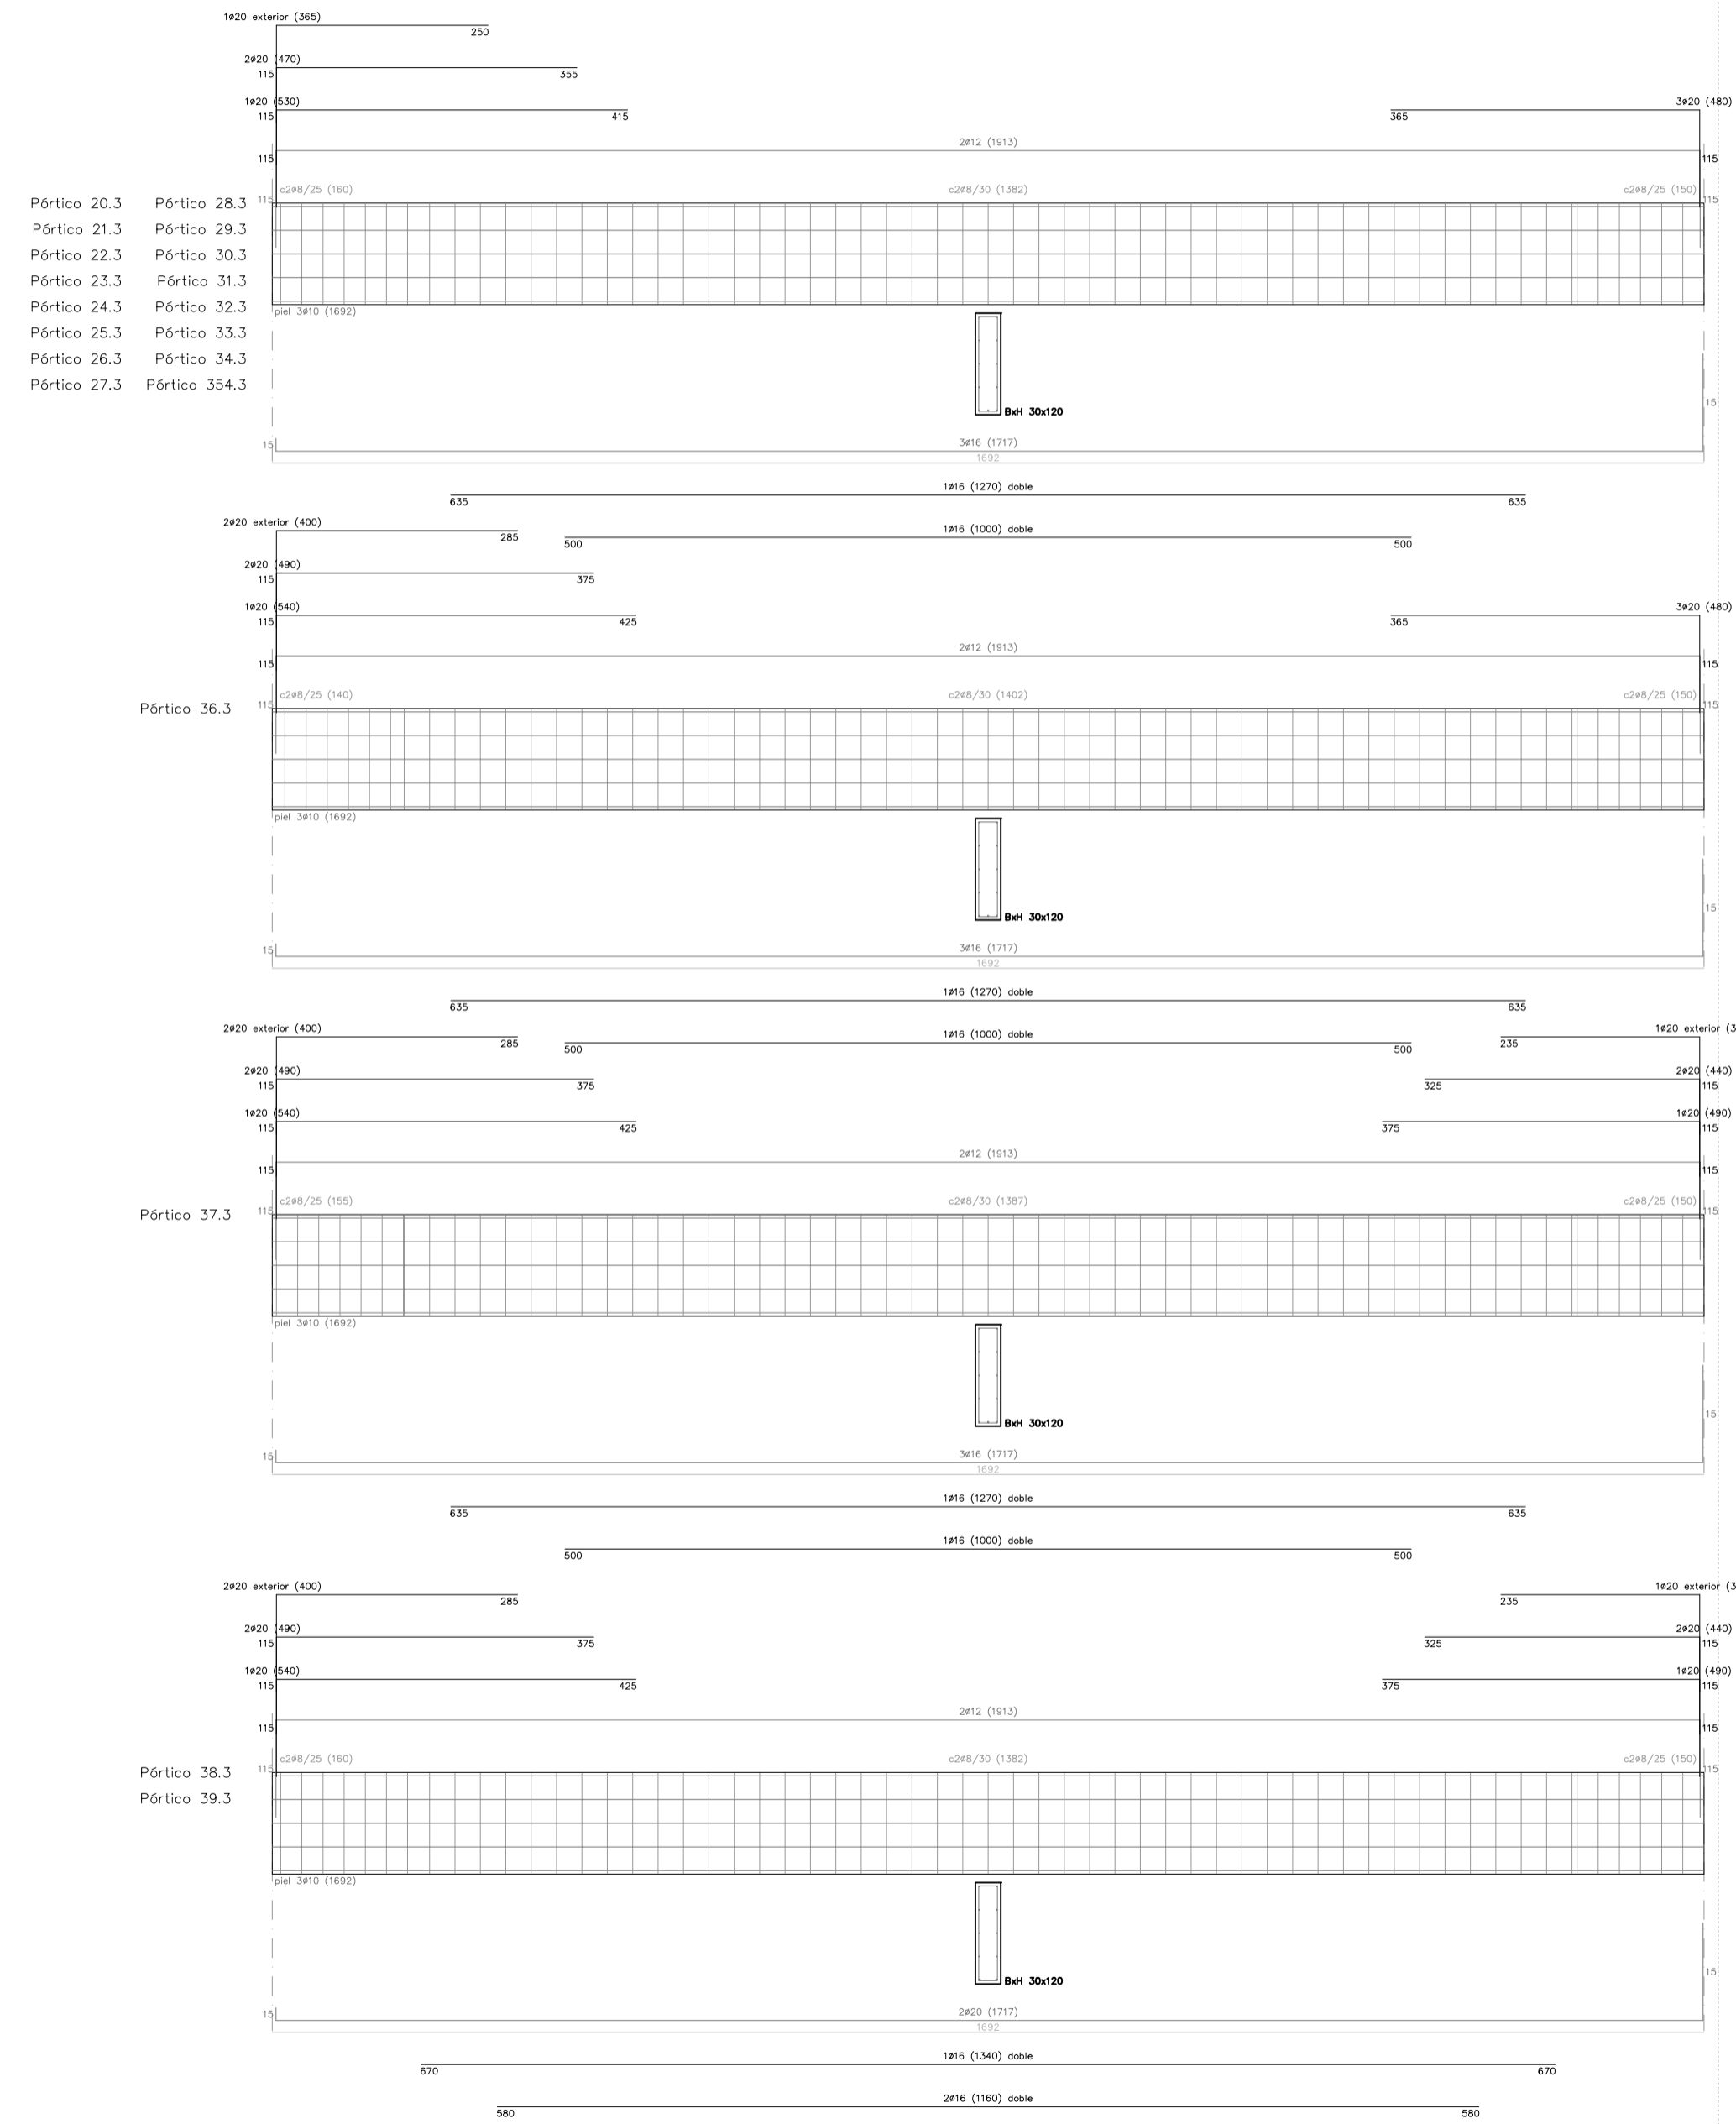 1ø20 exterior (365)
250
2ø20 (470)
115 355
1ø20 (530) 3ø20 (480)
115 415 365
2ø12 (1913)
115 115
c2ø8/25 (160) c2ø8/30 (1382) c2ø8/25 (150)
115 115
Pórtico 20.3 Pórtico 28.3
Pórtico 21.3 Pórtico 29.3
Pórtico 22.3 Pórtico 30.3
Pórtico 23.3 Pórtico 31.3
Pórtico 24.3 Pórtico 32.3
Pórtico 25.3 Pórtico 33.3
Pórtico 26.3 Pórtico 34.3
Pórtico 27.3 Pórtico 354.3
piel 3ø10 (1692)
BxH 30x120
15
3ø16 (1717)
15
1692
1ø16 (1270) doble
635 635
2ø20 exterior (400)
285
1ø16 (1000) doble
500 500
2ø20 (490)
115 375
1ø20 (540) 3ø20 (480)
115 425 365
2ø12 (1913)
115 115
c2ø8/25 (140) c2ø8/30 (1402) c2ø8/25 (150)
115 115
Pórtico 36.3
piel 3ø10 (1692)
BxH 30x120
15
3ø16 (1717)
15
1692
1ø16 (1270) doble
635 635
2ø20 exterior (400) 1ø20 exterior (3
285 235
1ø16 (1000) doble
500 500
2ø20 (490) 2ø20 (440)
115 375 325 115
1ø20 (540) 1ø20 (490)
115 425 375 115
2ø12 (1913)
115 115
c2ø8/25 (155) c2ø8/30 (1387) c2ø8/25 (150)
115 115
Pórtico 37.3
piel 3ø10 (1692)
BxH 30x120
15
3ø16 (1717)
15
1692
1ø16 (1270) doble
635 635
1ø16 (1000) doble
500 500
2ø20 exterior (400) 1ø20 exterior (3
285 235
2ø20 (490) 2ø20 (440)
115 375 325 115
1ø20 (540) 1ø20 (490)
115 425 375 115
2ø12 (1913)
115 115
c2ø8/25 (160) c2ø8/30 (1382) c2ø8/25 (150)
115 115
Pórtico 38.3
Pórtico 39.3
piel 3ø10 (1692)
BxH 30x120
15
2ø20 (1717)
15
1692
1ø16 (1340) doble
670 670
2ø16 (1160) doble
580 580